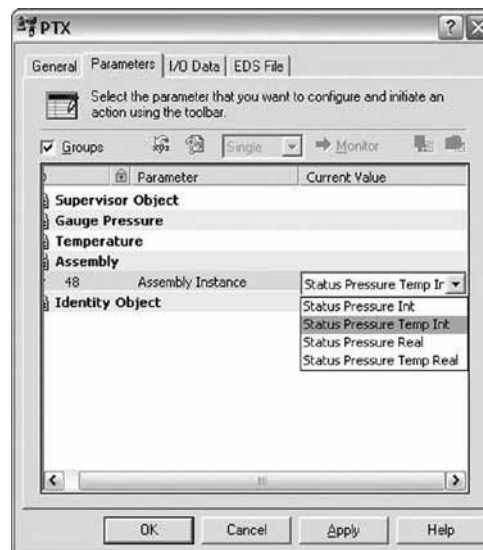 PTX
General Parameters I/O Data EDS File
Select the parameter that you want to configure and initiate an
action using the toolbar.
Groups Single Monitor
Parameter Current Value
Supervisor Object
Gauge Pressure
Temperature
Assembly
48 Assembly Instance Status Pressure Temp Ir
Identity Object
Status Pressure Int
Status Pressure Temp Int
Status Pressure Real
Status Pressure Temp Real
OK Cancel Apply Help